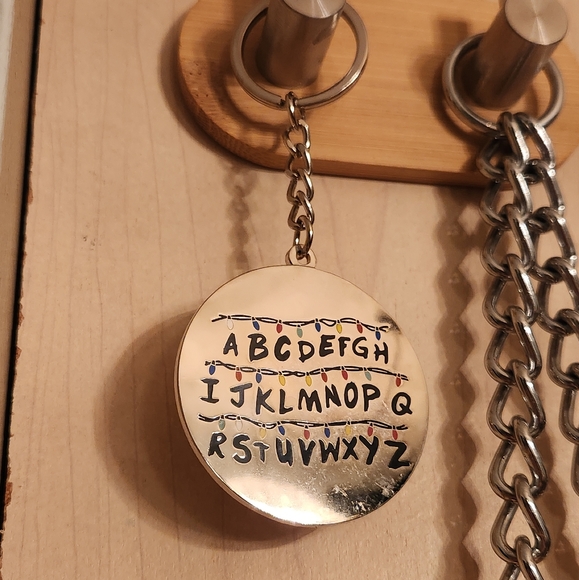 ABCDEFGH
IJKLMNOPQ
RSTUVWXYZ